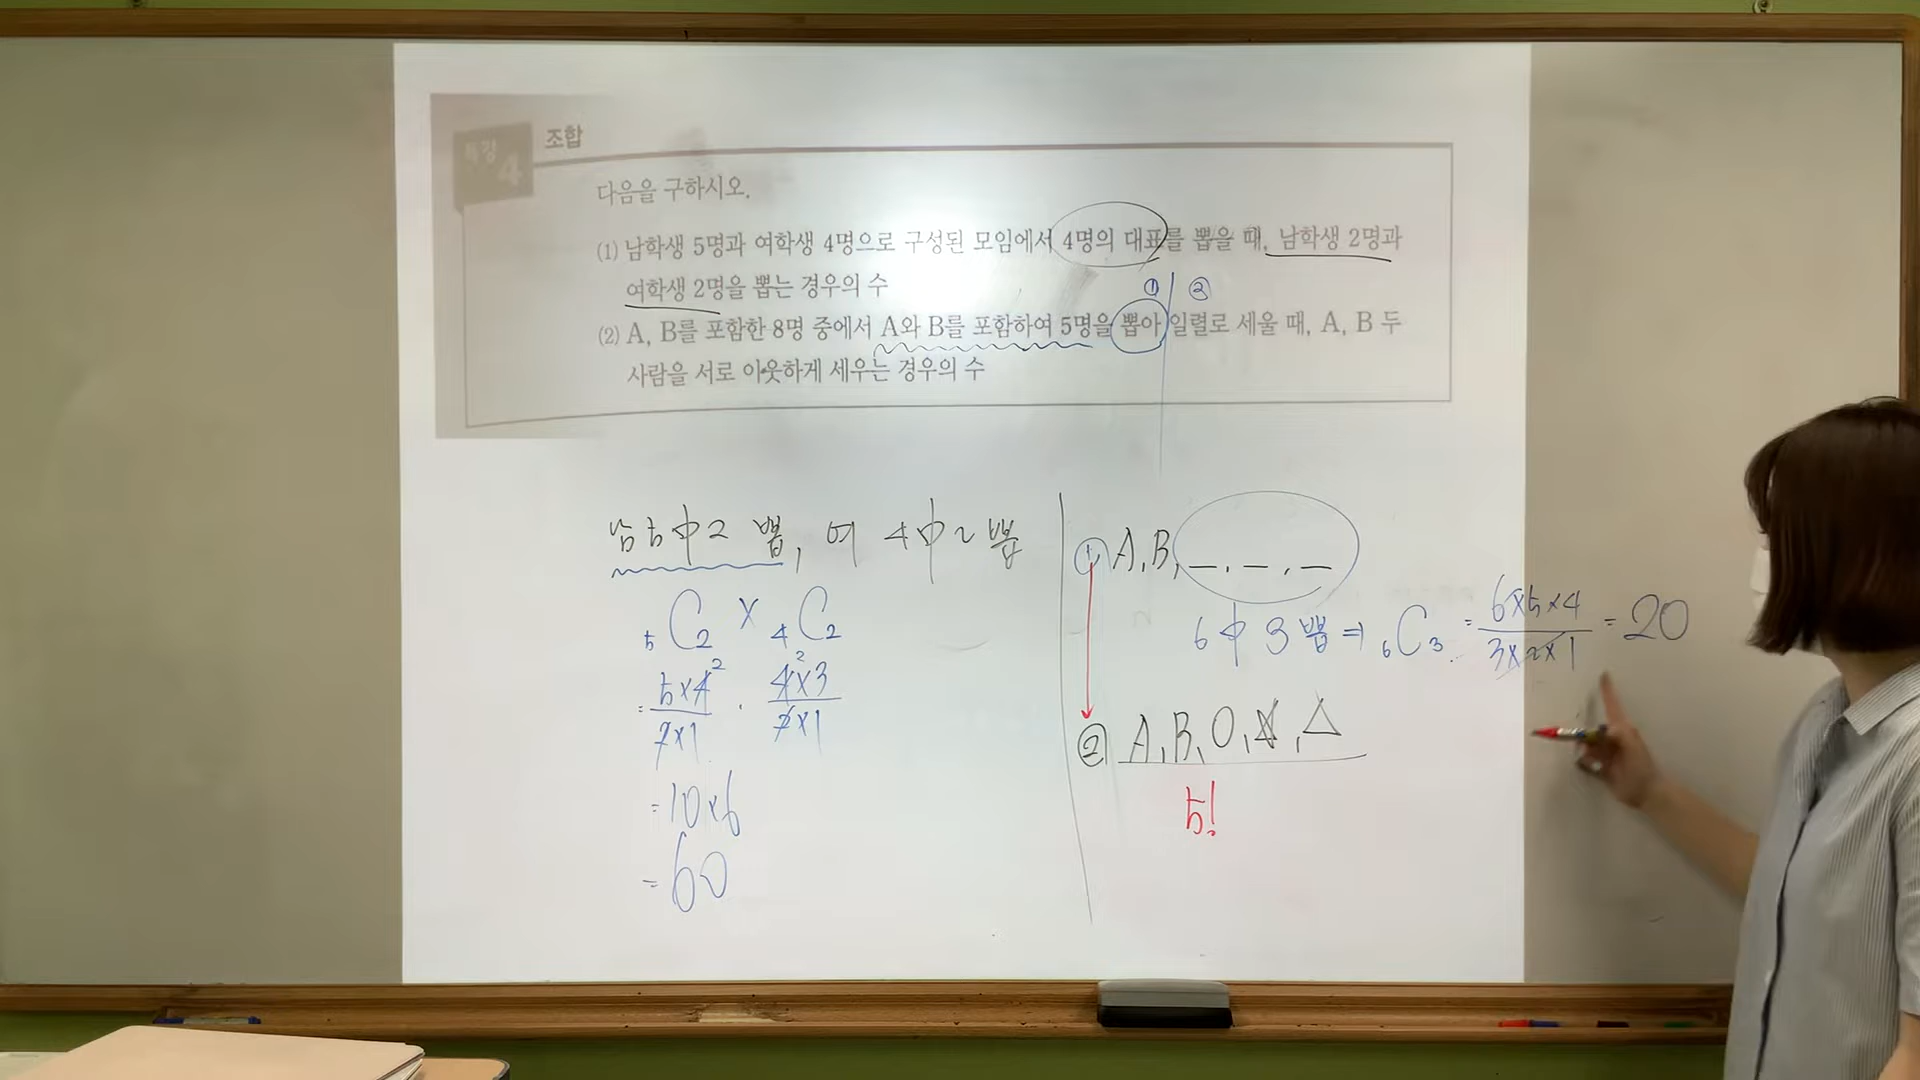 특강
4
조합
다음을 구하시오.
(1) 남학생 5명과 여학생 4명으로 구성된 모임에서 4명의 대표를 뽑을 때, 남학생 2명과
여학생 2명을 뽑는 경우의 수
① ②
(2) A, B를 포함한 8명 중에서 A와 B를 포함하여 5명을 뽑아 일렬로 세울 때, A, B 두
사람을 서로 이웃하게 세우는 경우의 수
남5中2 뽑, 여 4中2 뽑
₅C₂ × ₄C₂
= 5×4²/2×1 · 4²×3/2×1
= 10×6
= 60
① A, B, _, _, _
6中3뽑 ⇒ ₆C₃ = 6×5×4/3×2×1 = 20
② A, B, O, X, △
5!